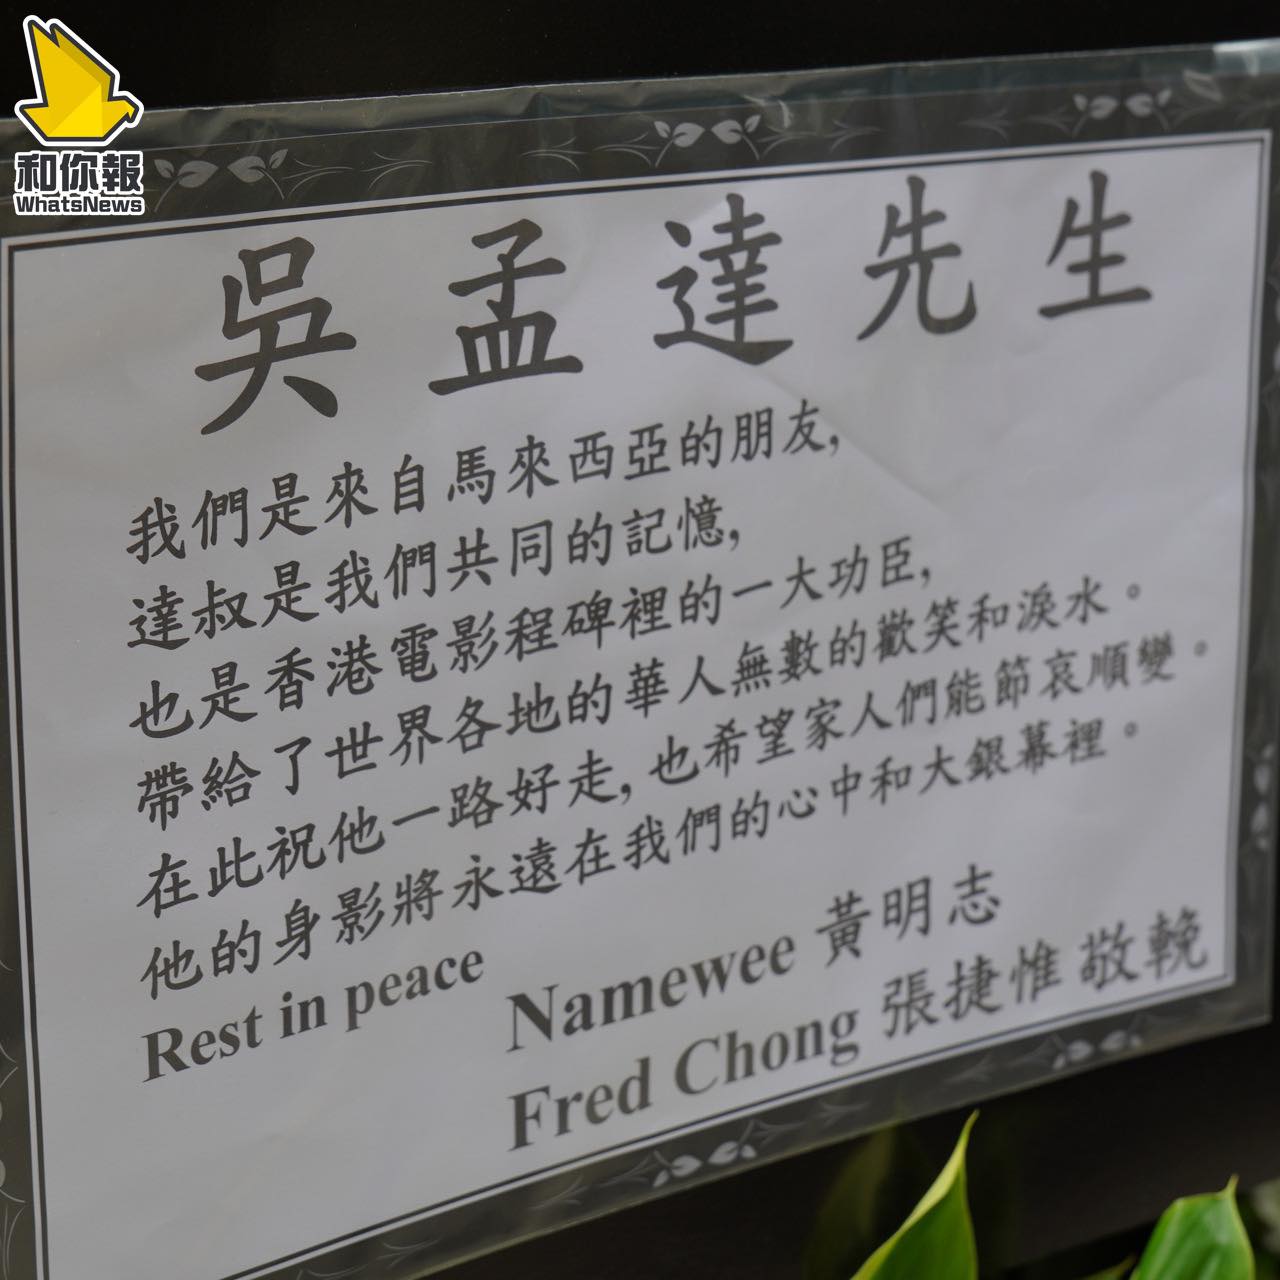 和你報
WhatsNews
吳孟達先生
我們是來自馬來西亞的朋友,
達叔是我們共同的記憶,
也是香港電影程碑裡的一大功臣,
帶給了世界各地的華人無數的歡笑和淚水。
在此祝他一路好走,也希望家人們能節哀順變。
他的身影將永遠在我們的心中和大銀幕裡。
Rest in peace
Namewee 黃明志
Fred Chong 張捷惟 敬輓